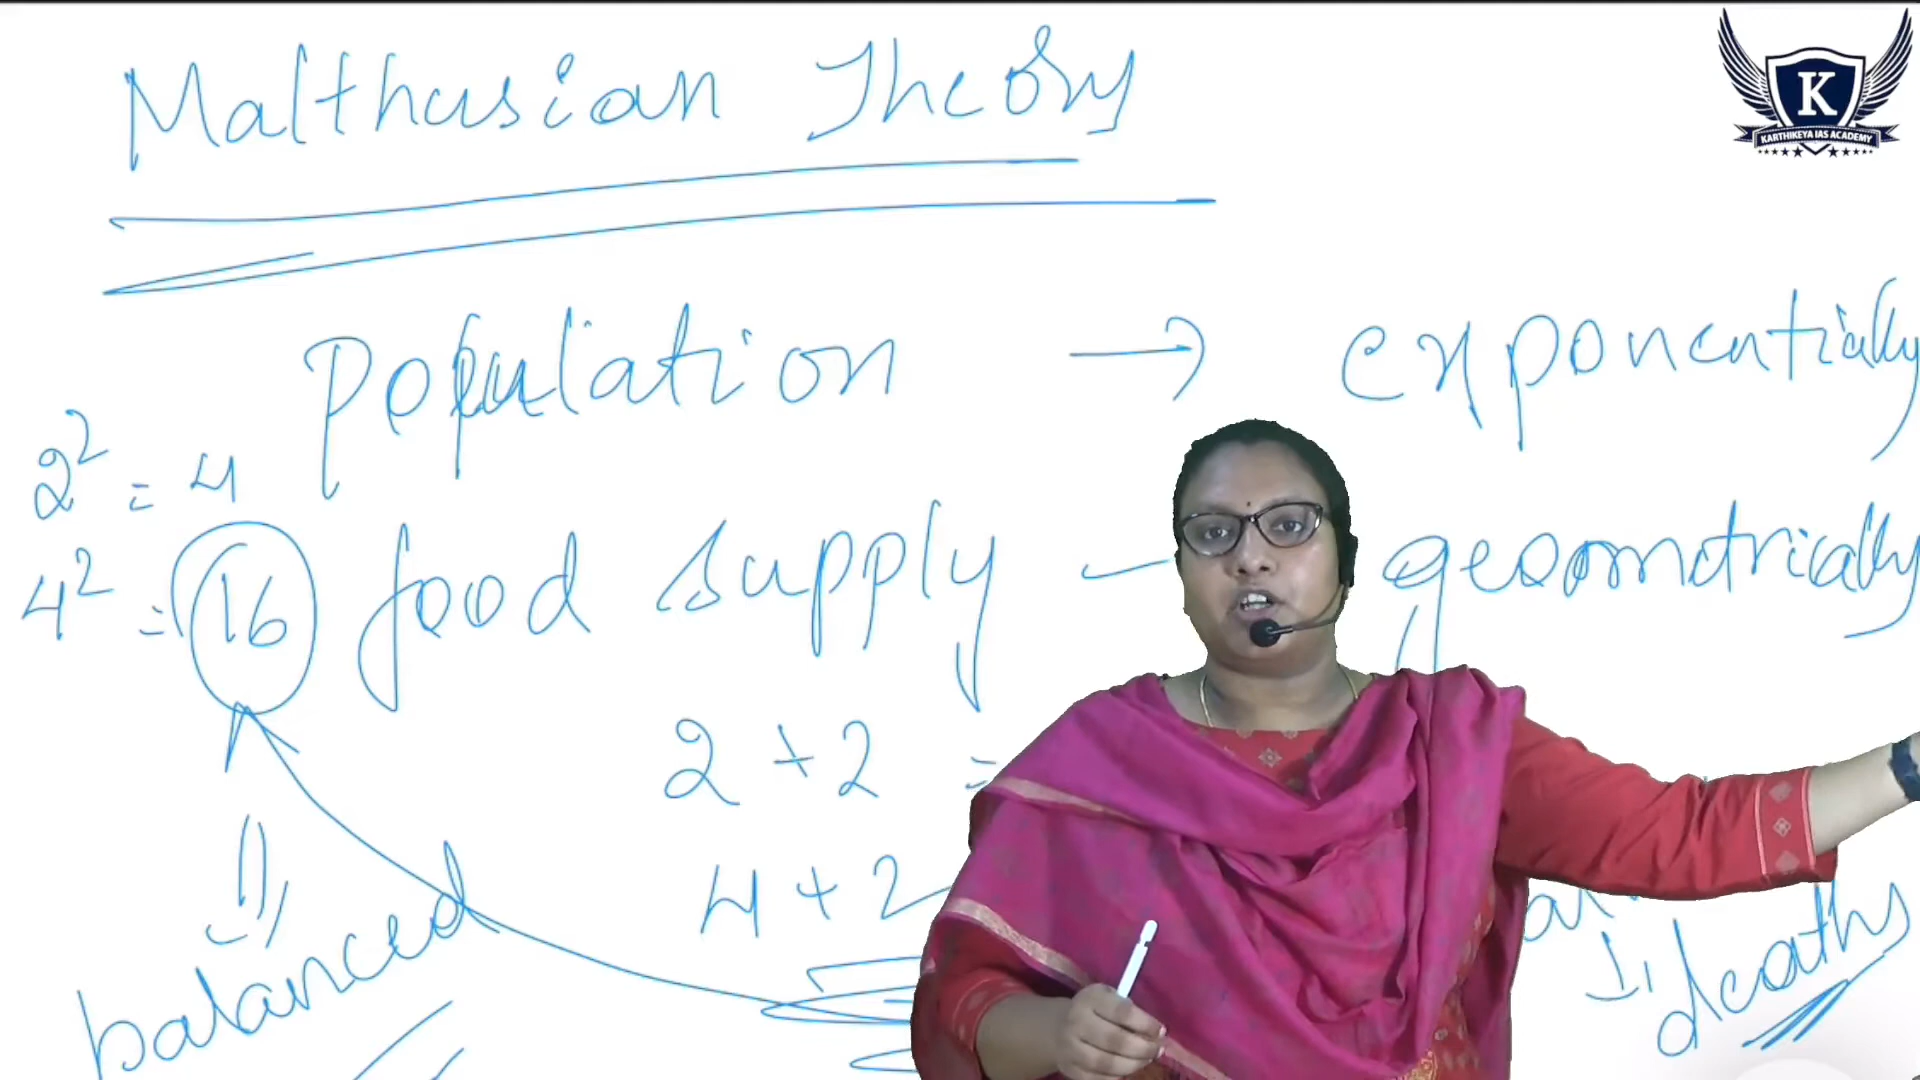 Malthusian Theory
K
KARTHIKEYA IAS ACADEMY
Population → exponentially
2² = 4
food supply – geometrically
4² = 16
2 + 2 =
4 + 2
balanced
deaths